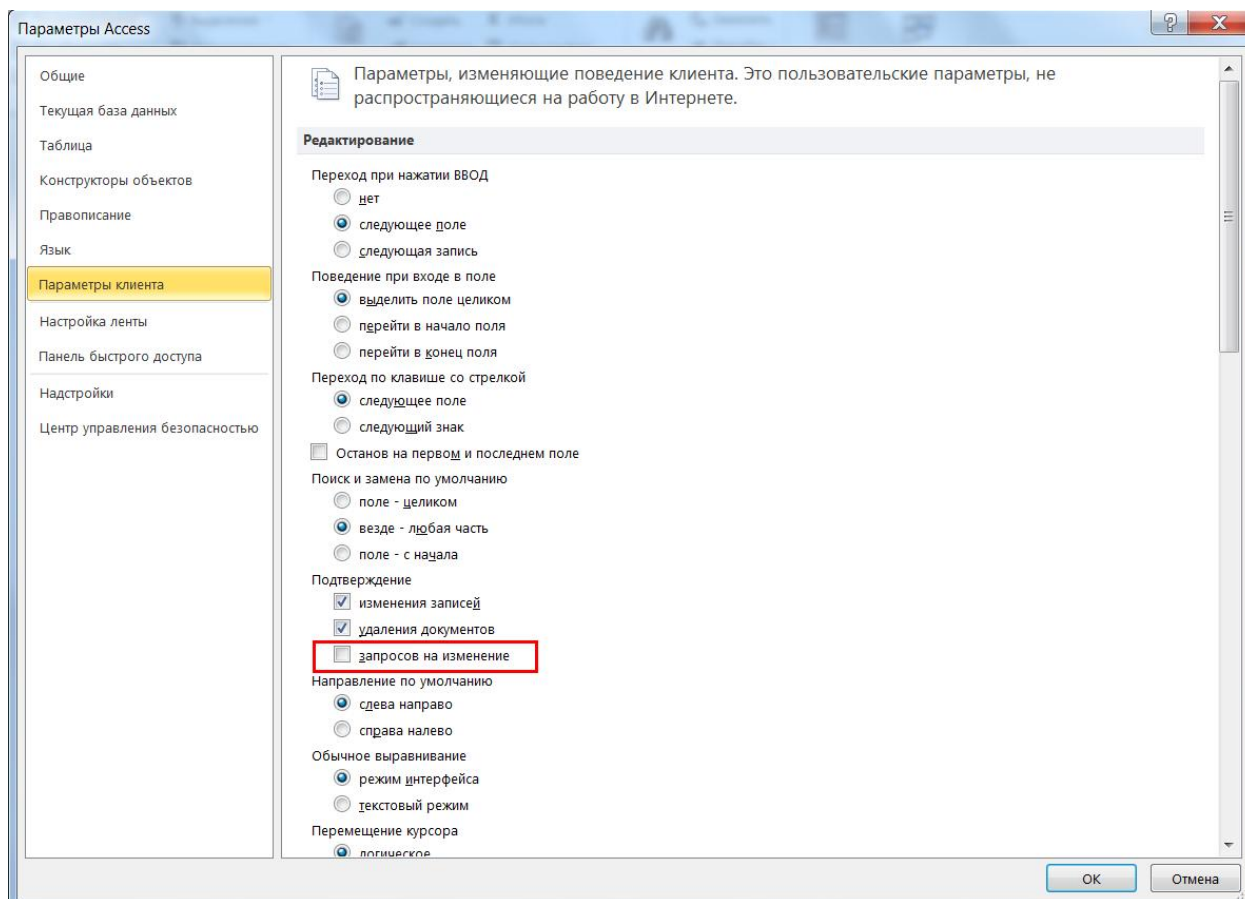 Параметры Access
Общие
Текущая база данных
Таблица
Конструкторы объектов
Правописание
Язык
Параметры клиента
Настройка ленты
Панель быстрого доступа
Надстройки
Центр управления безопасностью
Параметры, изменяющие поведение клиента. Это пользовательские параметры, не
распространяющиеся на работу в Интернете.
Редактирование
Переход при нажатии ВВОД
нет
следующее поле
следующая запись
Поведение при входе в поле
выделить поле целиком
перейти в начало поля
перейти в конец поля
Переход по клавише со стрелкой
следующее поле
следующий знак
Останов на первом и последнем поле
Поиск и замена по умолчанию
поле - целиком
везде - любая часть
поле - с начала
Подтверждение
изменения записей
удаления документов
запросов на изменение
Направление по умолчанию
слева направо
справа налево
Обычное выравнивание
режим интерфейса
текстовый режим
Перемещение курсора
логическое
ОК
Отмена